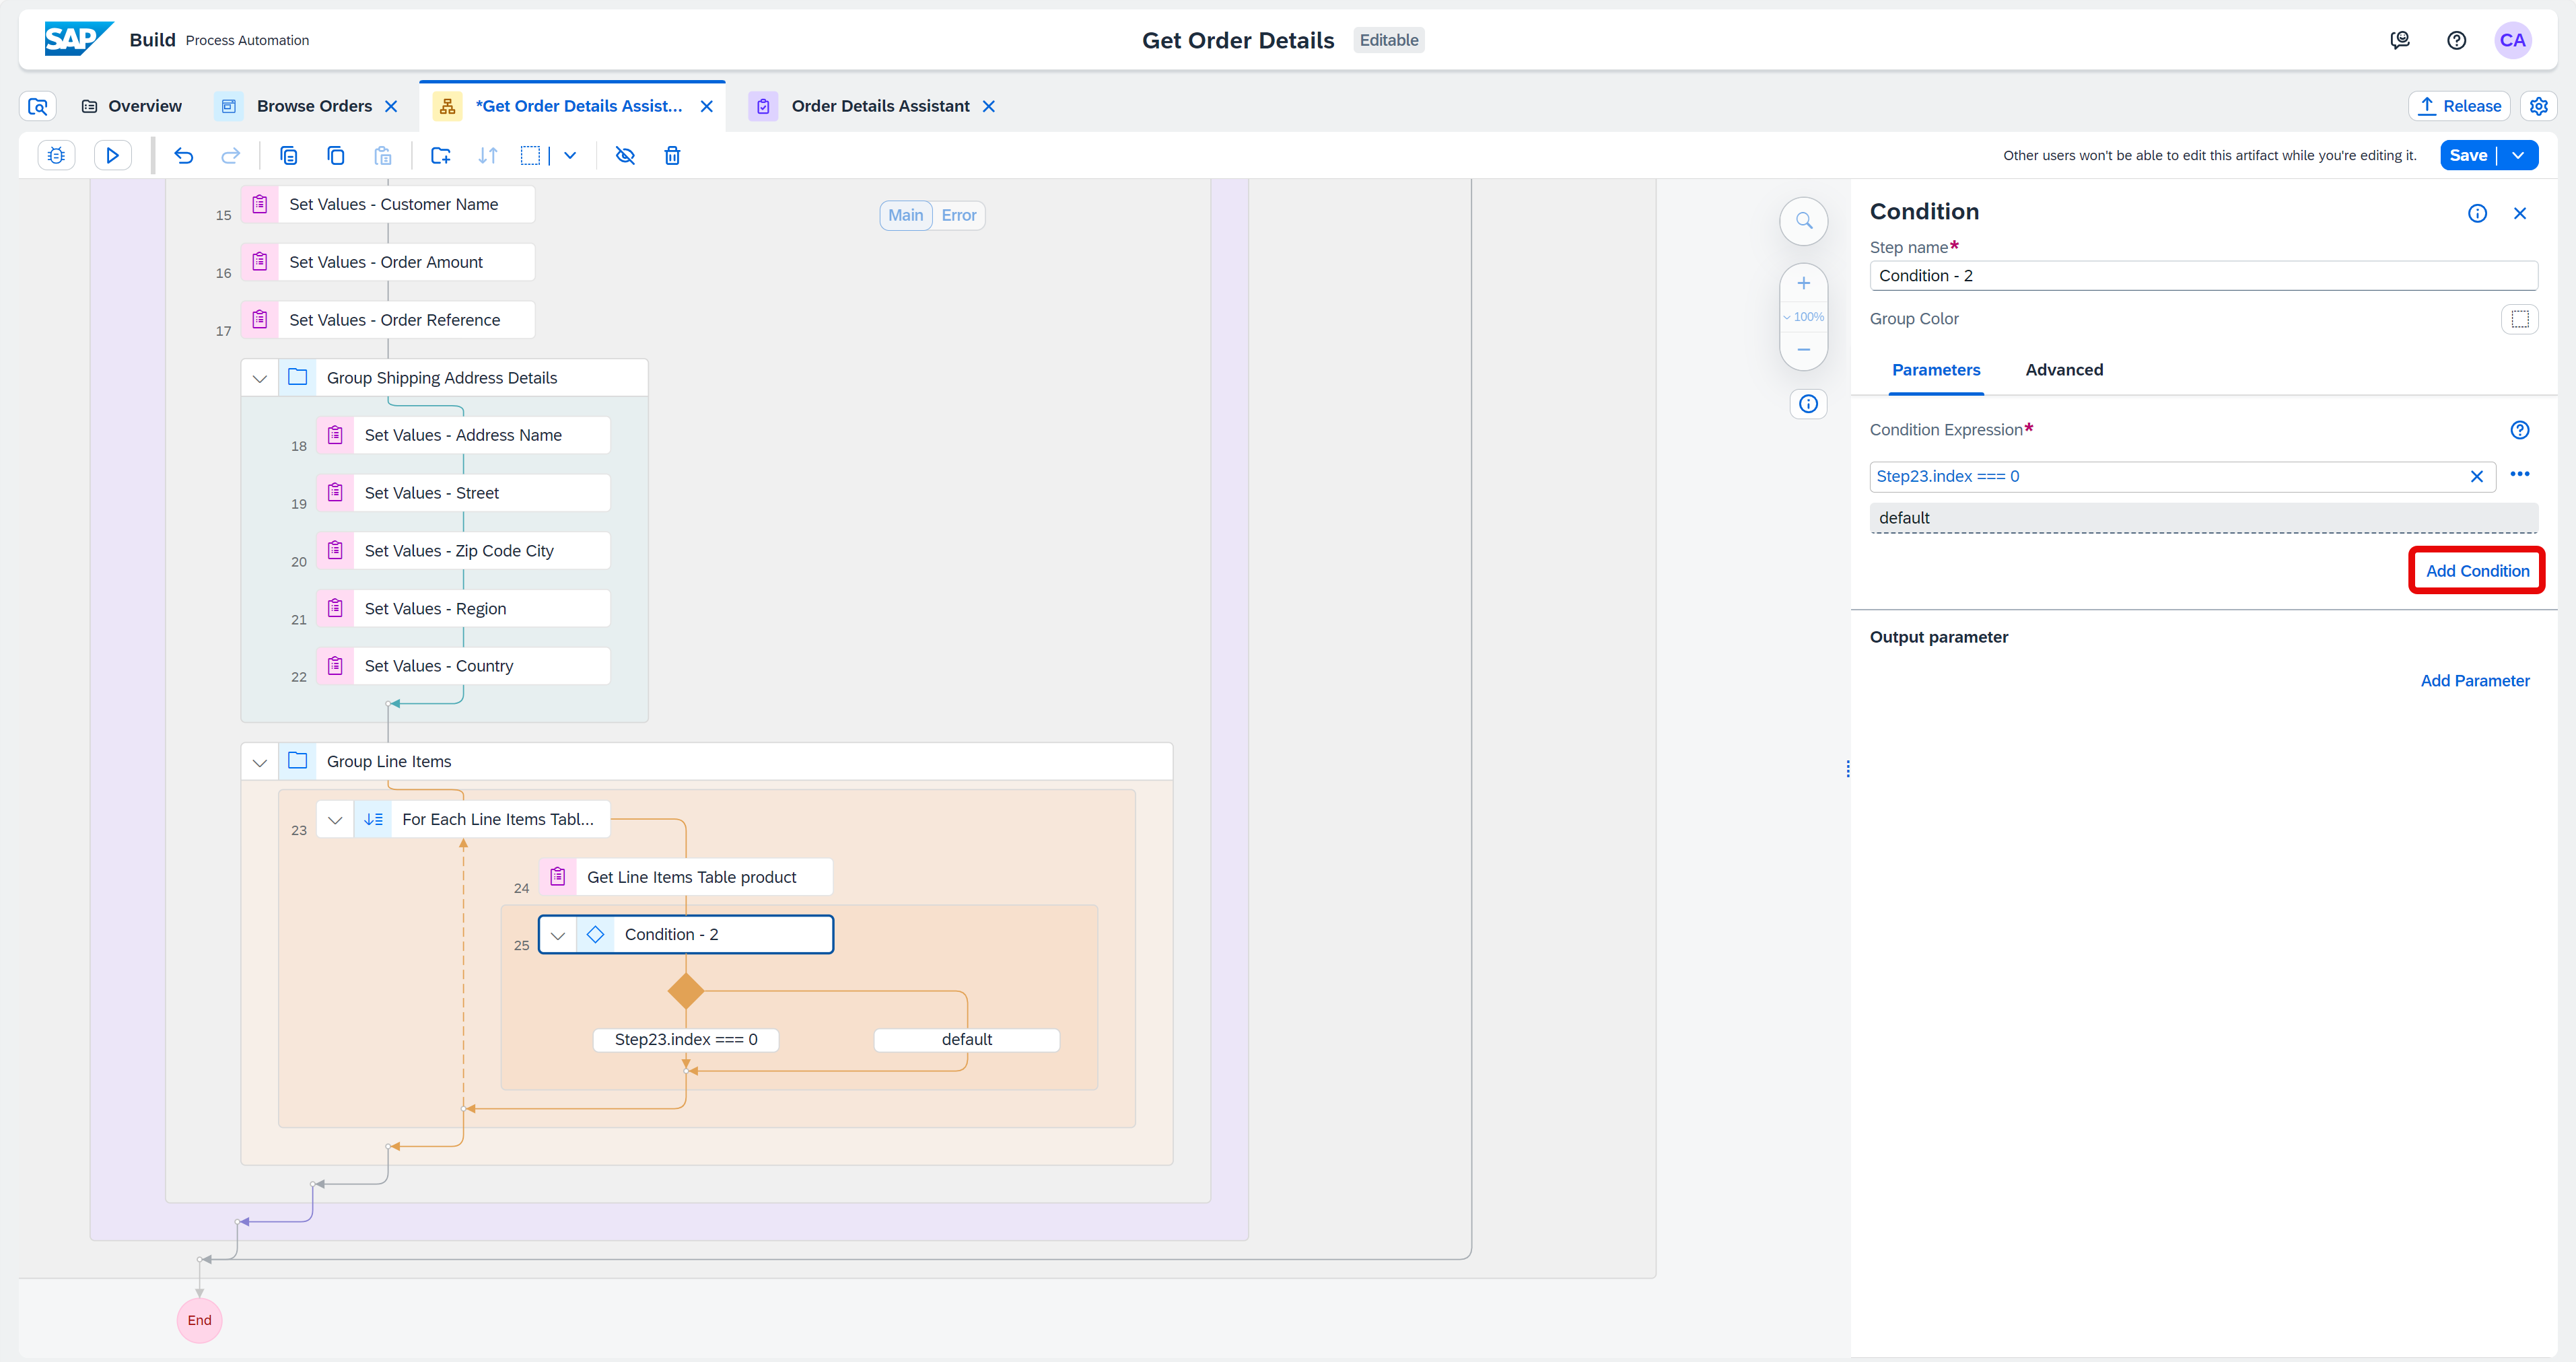 SAP Build Process Automation
Get Order Details Editable
CA
Overview
Browse Orders
*Get Order Details Assist...
Order Details Assistant
Release
Other users won't be able to edit this artifact while you're editing it.
Save
Main Error
15 Set Values - Customer Name
16 Set Values - Order Amount
17 Set Values - Order Reference
Group Shipping Address Details
18 Set Values - Address Name
19 Set Values - Street
20 Set Values - Zip Code City
21 Set Values - Region
22 Set Values - Country
Group Line Items
23 For Each Line Items Tabl...
24 Get Line Items Table product
25 Condition - 2
Step23.index === 0
default
End
100%
Condition
Step name*
Condition - 2
Group Color
Parameters Advanced
Condition Expression*
Step23.index === 0
default
Add Condition
Output parameter
Add Parameter